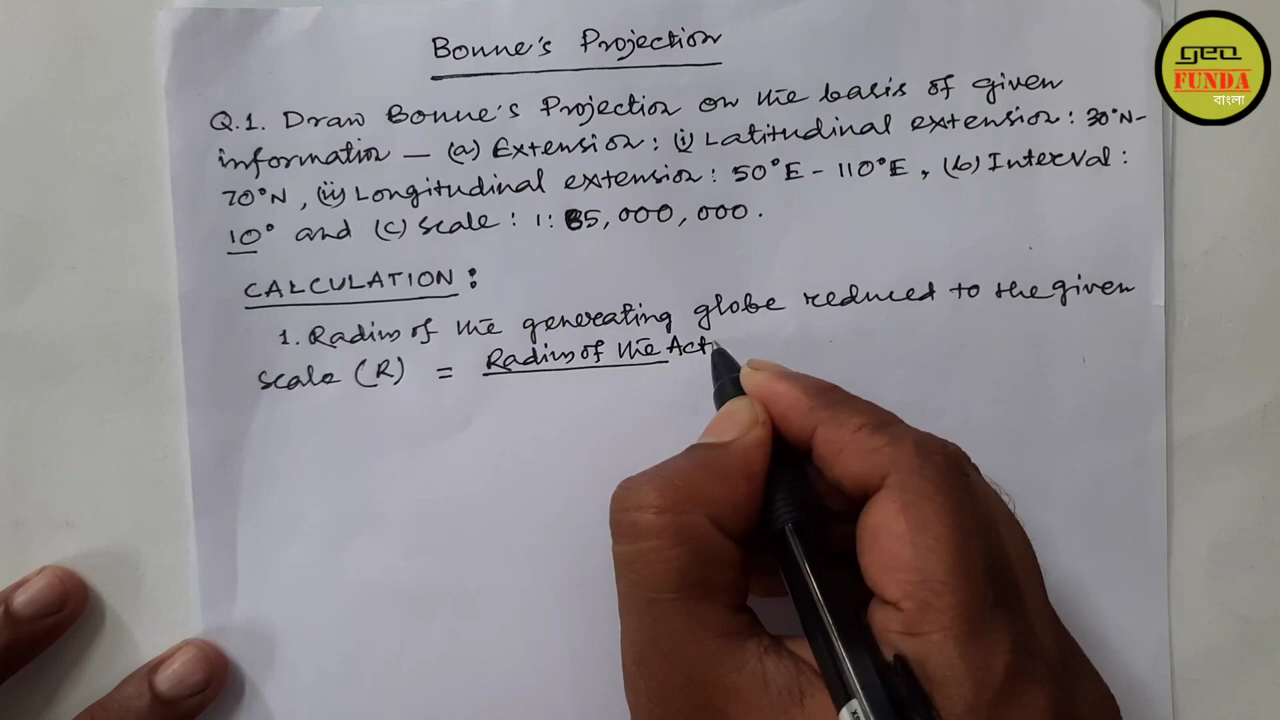 Bonne's Projection
Q.1. Draw Bonne's Projection on the basis of given
information — (a) Extension: (i) Latitudinal extension: 30°N-
70°N, (ii) Longitudinal extension: 50°E - 110°E, (b) Interval:
10° and (c) Scale: 1: 85,000,000.
CALCULATION:
1. Radius of the generating globe reduced to the given
scale (R) = Radius of the Act
geo
FUNDA
বাংলা